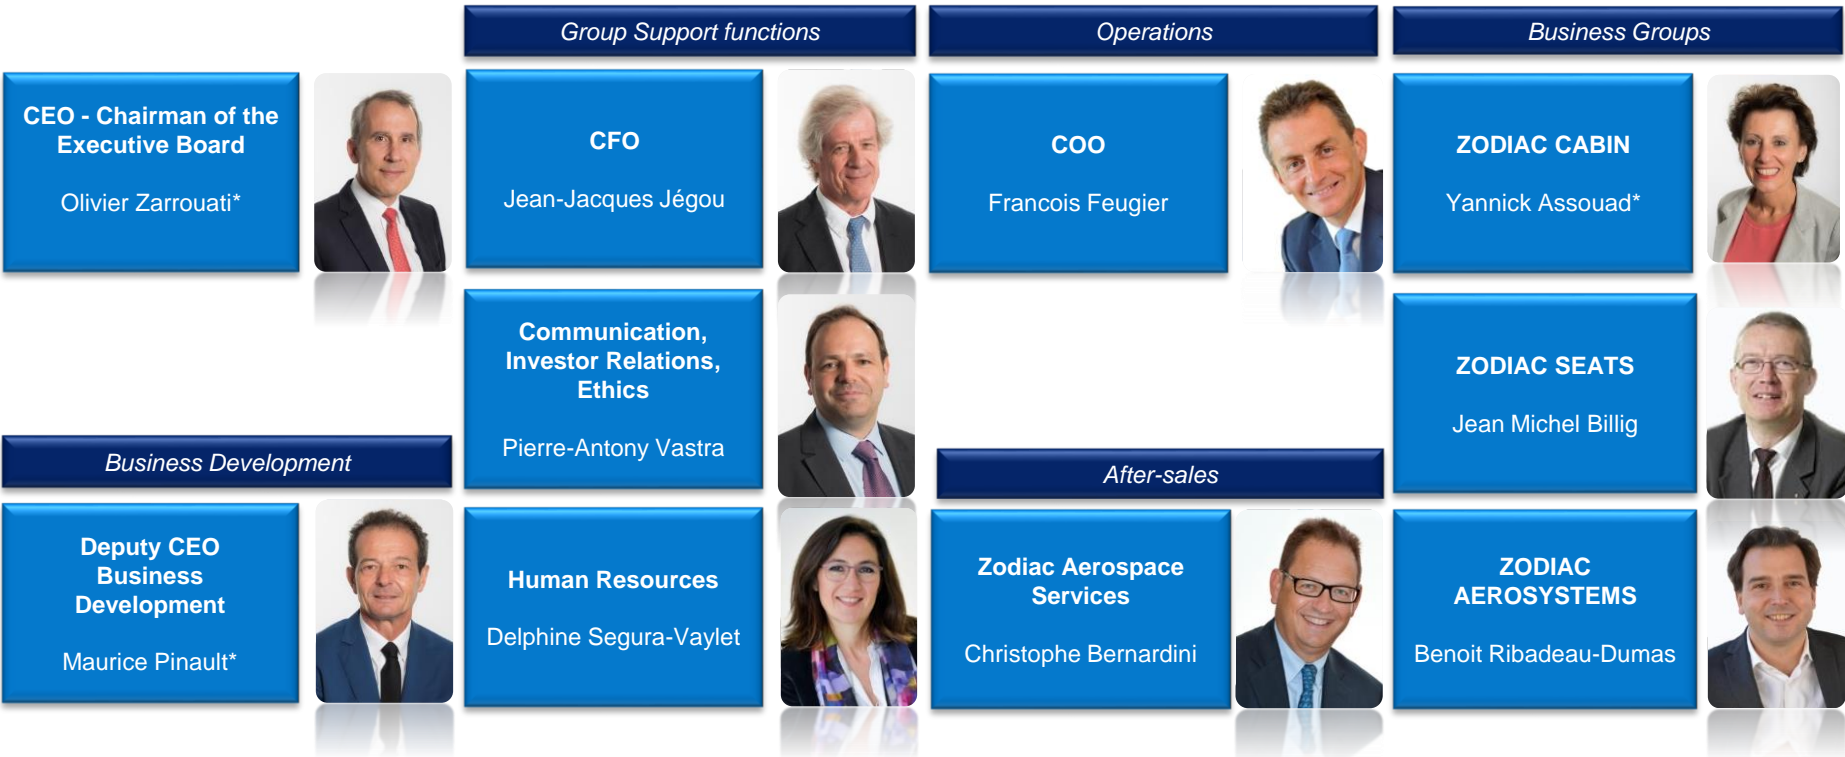 Group Support functions
Operations
Business Groups
CEO - Chairman of the
Executive Board
Olivier Zarrouati*
CFO
Jean-Jacques Jégou
COO
Francois Feugier
ZODIAC CABIN
Yannick Assouad*
Communication,
Investor Relations,
Ethics
Pierre-Antony Vastra
ZODIAC SEATS
Jean Michel Billig
Business Development
After-sales
Deputy CEO
Business
Development
Maurice Pinault*
Human Resources
Delphine Segura-Vaylet
Zodiac Aerospace
Services
Christophe Bernardini
ZODIAC
AEROSYSTEMS
Benoit Ribadeau-Dumas